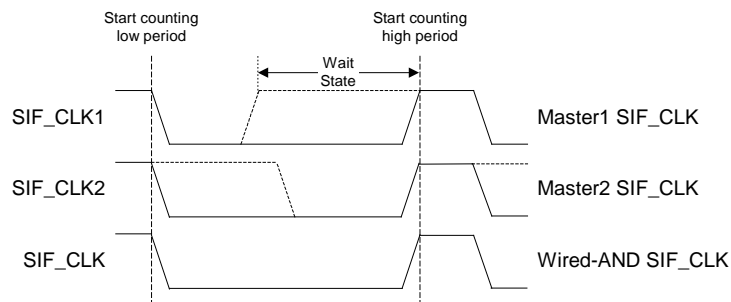 Start counting
low period
Start counting
high period
Wait
State
SIF_CLK1
Master1 SIF_CLK
SIF_CLK2
Master2 SIF_CLK
SIF_CLK
Wired-AND SIF_CLK